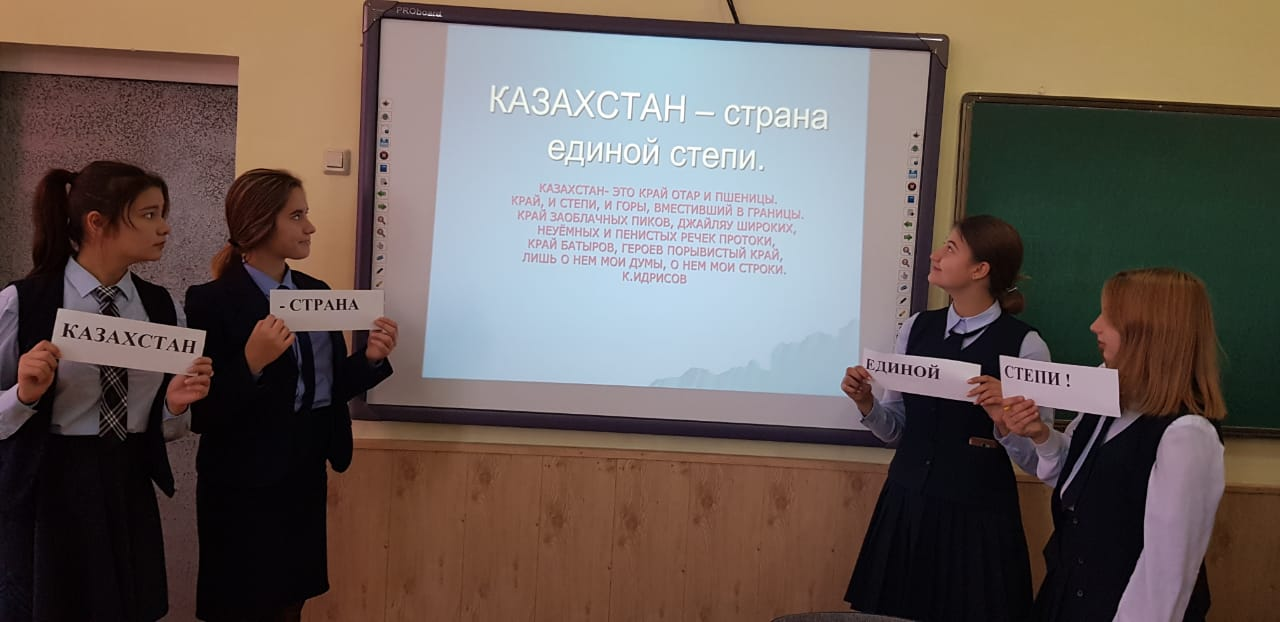 PROboard
КАЗАХСТАН – страна
единой степи.
КАЗАХСТАН- ЭТО КРАЙ ОТАР И ПШЕНИЦЫ.
КРАЙ, И СТЕПИ, И ГОРЫ, ВМЕСТИВШИЙ В ГРАНИЦЫ.
КРАЙ ЗАОБЛАЧНЫХ ПИКОВ, ДЖАЙЛЯУ ШИРОКИХ,
НЕУЁМНЫХ И ПЕНИСТЫХ РЕЧЕК ПРОТОКИ,
КРАЙ БАТЫРОВ, ГЕРОЕВ ПОРЫВИСТЫЙ КРАЙ,
ЛИШЬ О НЕМ МОИ ДУМЫ, О НЕМ МОИ СТРОКИ.
К.ИДРИСОВ
КАЗАХСТАН
- СТРАНА
ЕДИНОЙ
СТЕПИ !